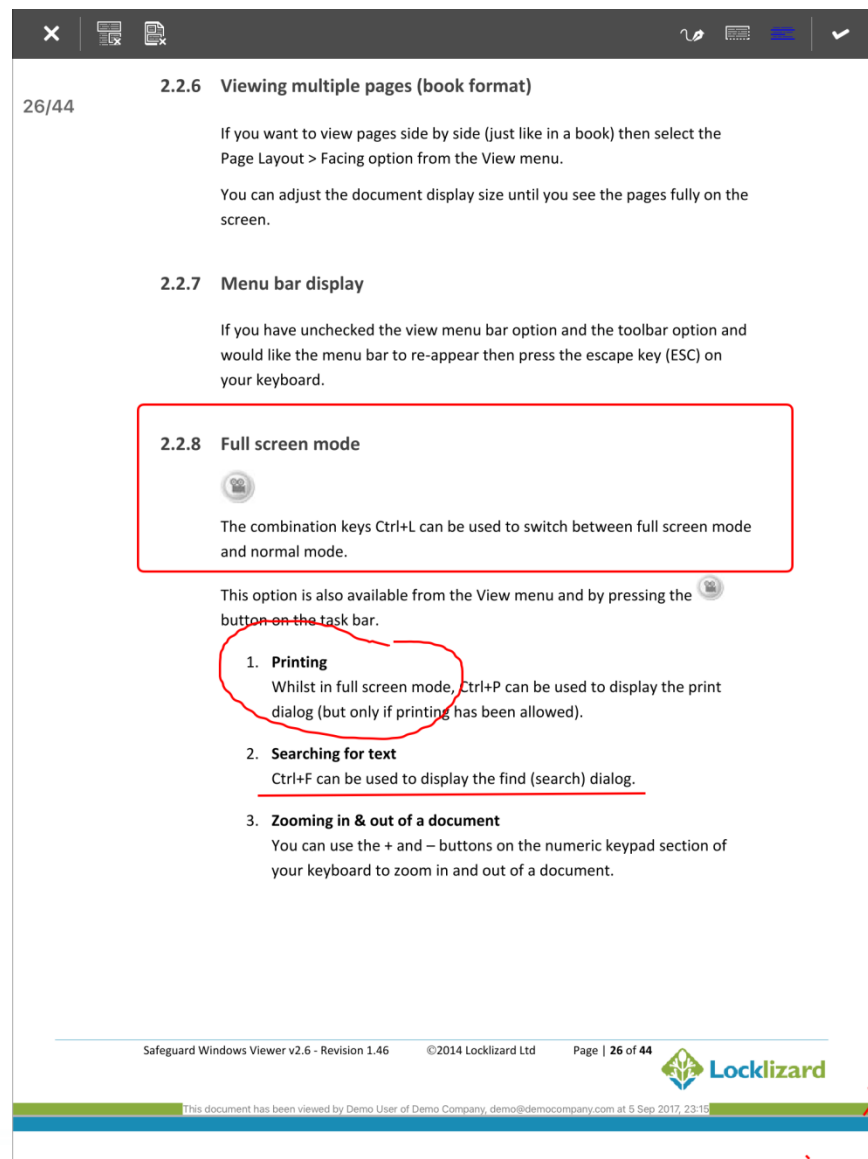 26/44
2.2.6 Viewing multiple pages (book format)
If you want to view pages side by side (just like in a book) then select the
Page Layout > Facing option from the View menu.
You can adjust the document display size until you see the pages fully on the
screen.
2.2.7 Menu bar display
If you have unchecked the view menu bar option and the toolbar option and
would like the menu bar to re-appear then press the escape key (ESC) on
your keyboard.
2.2.8 Full screen mode
The combination keys Ctrl+L can be used to switch between full screen mode
and normal mode.
This option is also available from the View menu and by pressing the
button on the task bar.
1. Printing
Whilst in full screen mode, Ctrl+P can be used to display the print
dialog (but only if printing has been allowed).
2. Searching for text
Ctrl+F can be used to display the find (search) dialog.
3. Zooming in & out of a document
You can use the + and – buttons on the numeric keypad section of
your keyboard to zoom in and out of a document.
Safeguard Windows Viewer v2.6 - Revision 1.46 ©2014 Locklizard Ltd Page | 26 of 44
Locklizard
This document has been viewed by Demo User of Demo Company, demo@democompany.com at 5 Sep 2017, 23:15